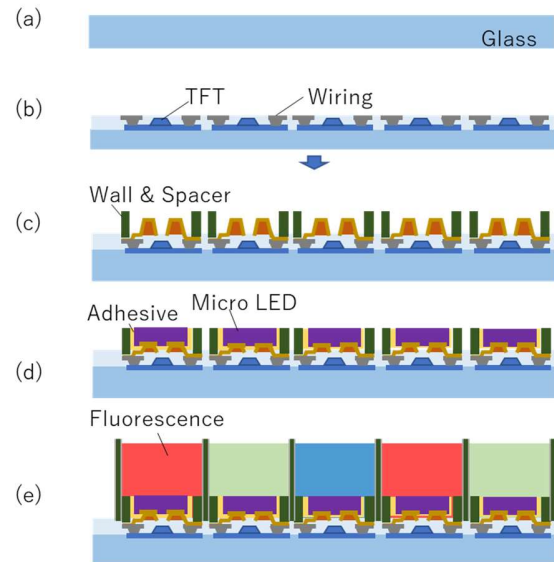 (a)
Glass
(b)
TFT
Wiring
(c)
Wall & Spacer
(d)
Adhesive
Micro LED
(e)
Fluorescence